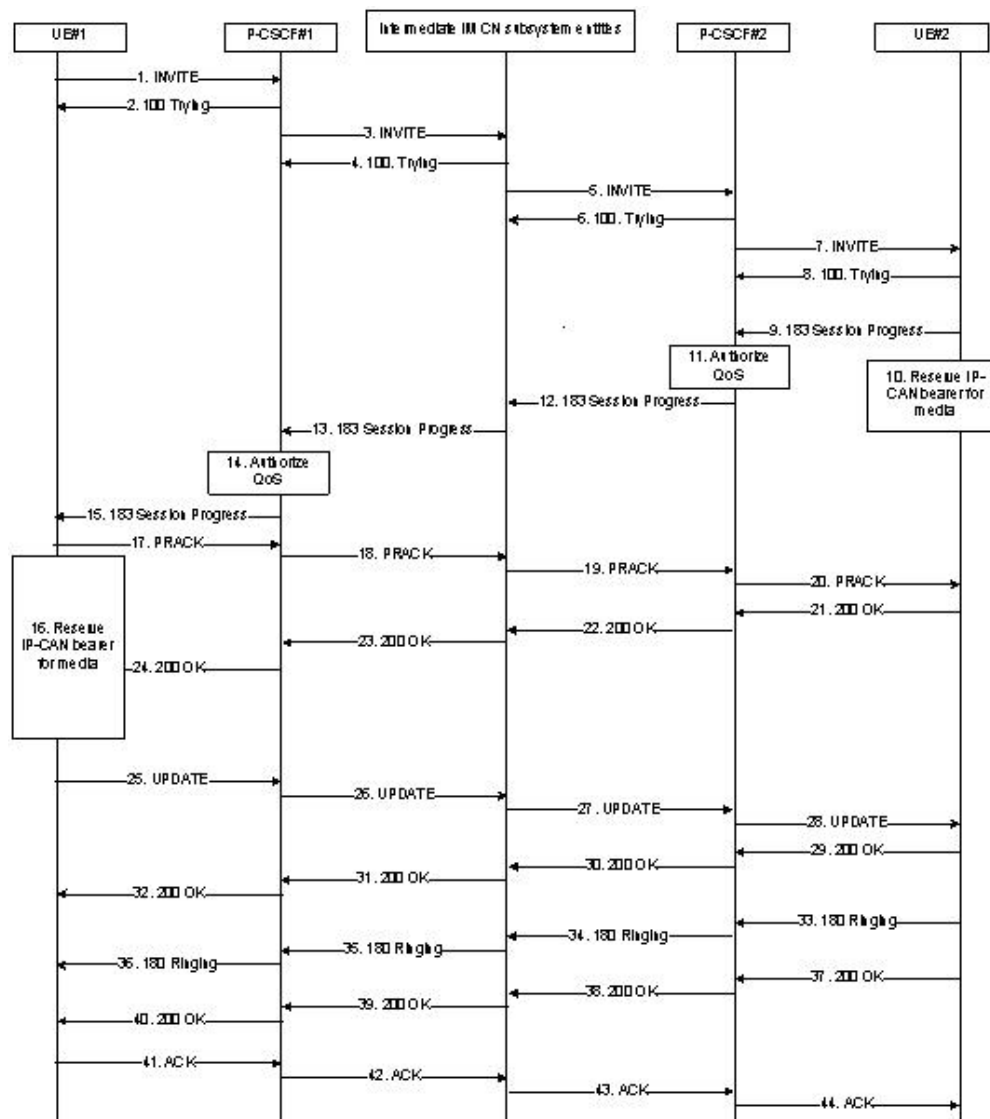 UE#1
P-CSCF#1
Intermediate IM CN subsystem entities
P-CSCF#2
UE#2
1. INVITE
2. 100 Trying
3. INVITE
4. 100. Trying
5. INVITE
6. 100. Trying
7. INVITE
8. 100. Trying
9. 183 Session Progress
11. Authorize
QoS
10. Reserve IP-
CAN bearer for
media
12. 183 Session Progress
13. 183 Session Progress
14. Authorize
QoS
15. 183 Session Progress
17. PRACK
18. PRACK
19. PRACK
20. PRACK
21. 200 OK
22. 200 OK
23. 200 OK
16. Reserve
IP-CAN bearer
for media
24. 200 OK
25. UPDATE
26. UPDATE
27. UPDATE
28. UPDATE
29. 200 OK
30. 200 OK
31. 200 OK
32. 200 OK
33. 180 Ringing
34. 180 Ringing
35. 180 Ringing
36. 180 Ringing
37. 200 OK
38. 200 OK
39. 200 OK
40. 200 OK
41. ACK
42. ACK
43. ACK
44. ACK